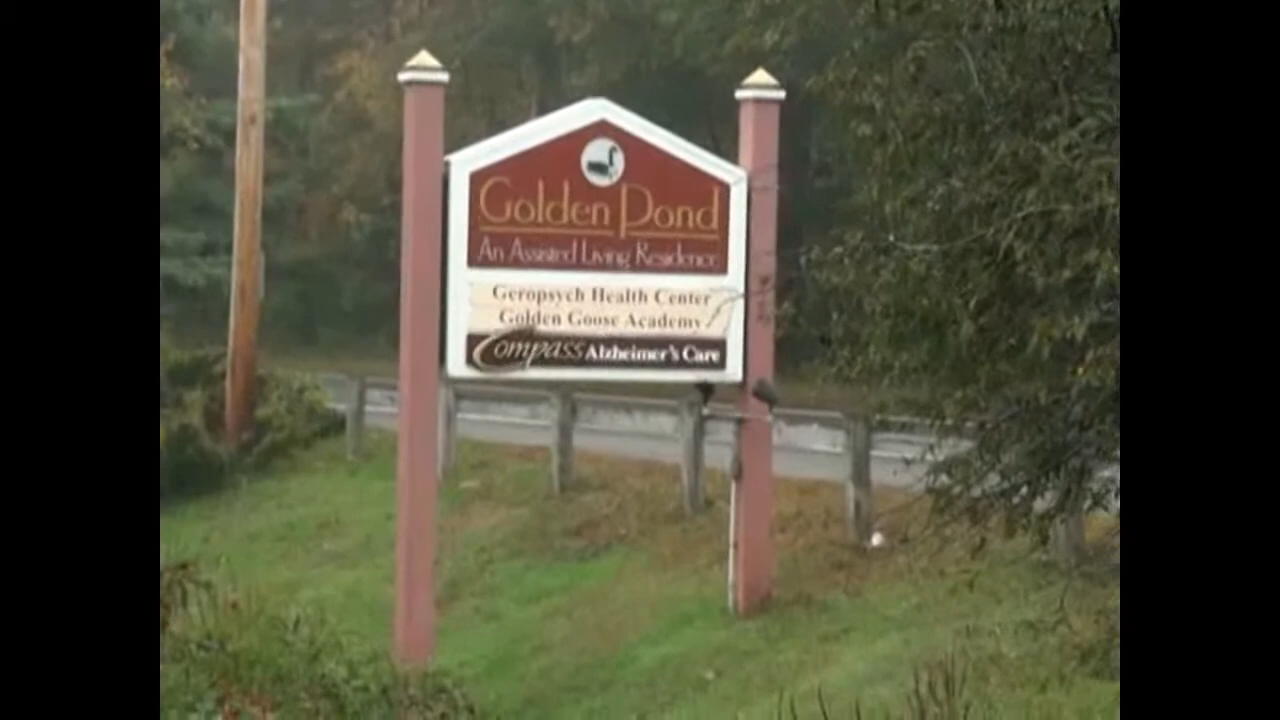 Golden Pond
An Assisted Living Residence
Geropsych Health Center
Golden Goose Academy
Compass Alzheimer's Care